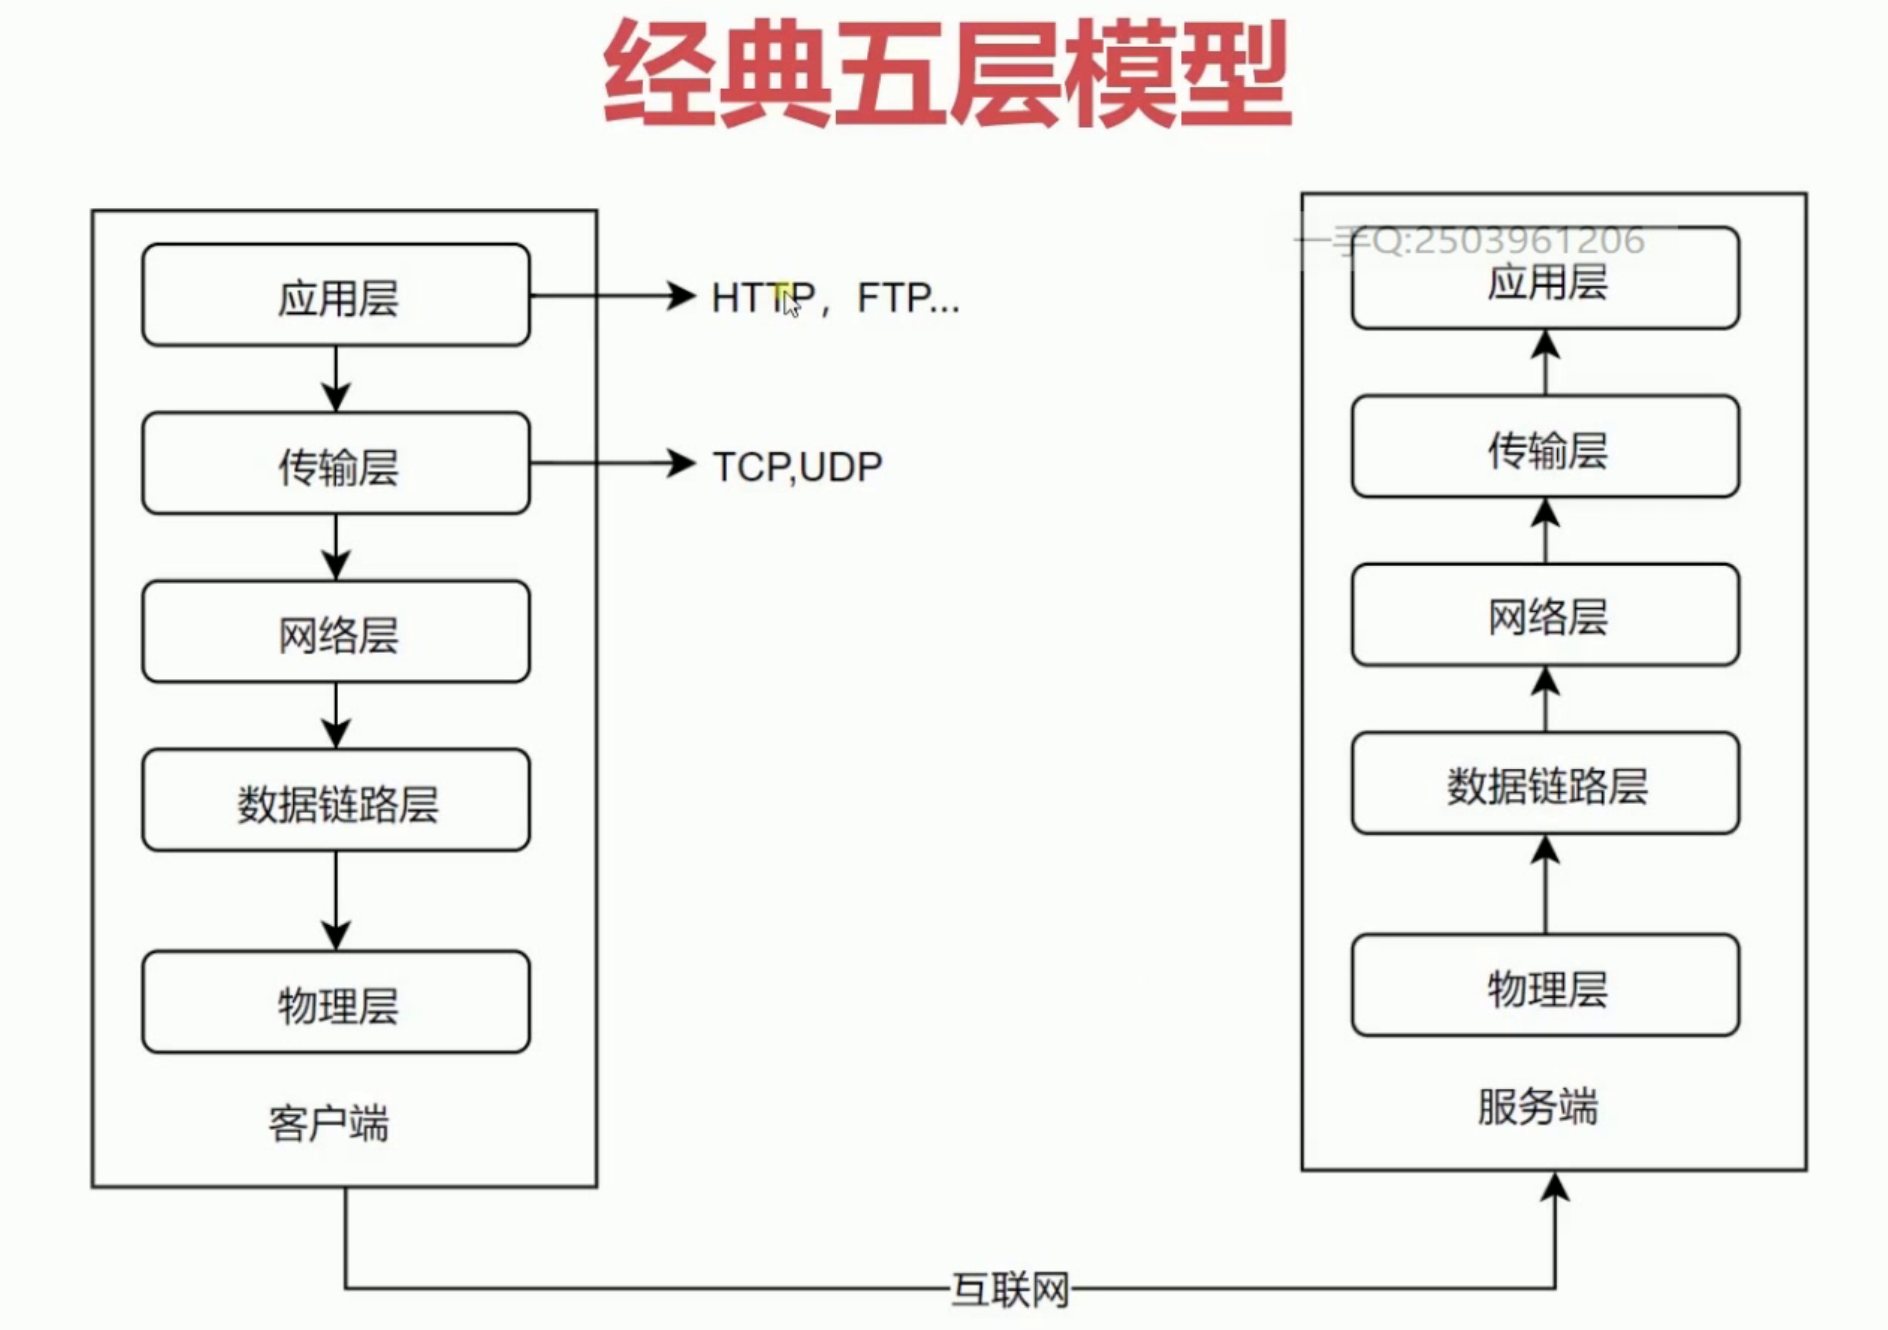 经典五层模型
应用层
HTTP，FTP...
传输层
TCP,UDP
网络层
数据链路层
物理层
客户端
一手Q:2503961206
应用层
传输层
网络层
数据链路层
物理层
服务端
互联网